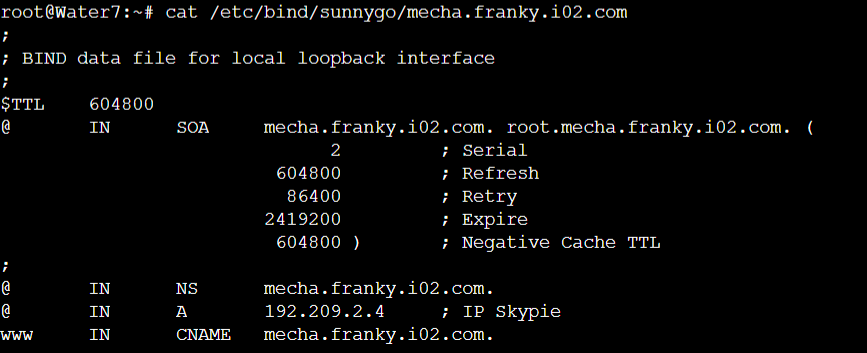 root@Water7:~# cat /etc/bind/sunnygo/mecha.franky.i02.com
;
; BIND data file for local loopback interface
;
$TTL    604800
@       IN      SOA     mecha.franky.i02.com. root.mecha.franky.i02.com. (
                              2         ; Serial
                         604800         ; Refresh
                          86400         ; Retry
                        2419200         ; Expire
                         604800 )       ; Negative Cache TTL
;
@       IN      NS      mecha.franky.i02.com.
@       IN      A       192.209.2.4     ; IP Skypie
www     IN      CNAME   mecha.franky.i02.com.